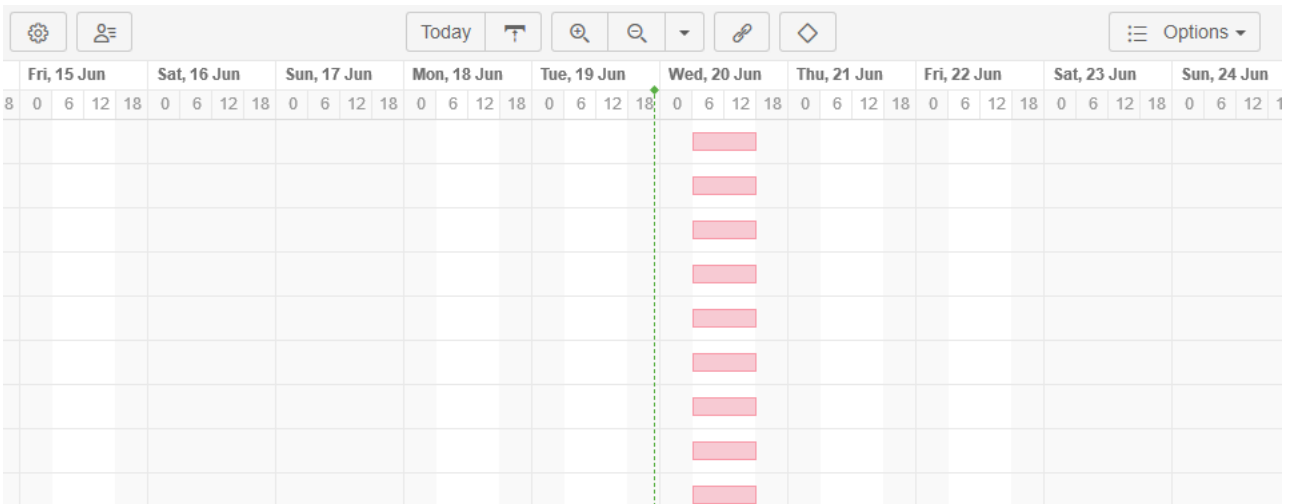 Today Options
Fri, 15 Jun Sat, 16 Jun Sun, 17 Jun Mon, 18 Jun Tue, 19 Jun Wed, 20 Jun Thu, 21 Jun Fri, 22 Jun Sat, 23 Jun Sun, 24 Jun
8 0 6 12 18 0 6 12 18 0 6 12 18 0 6 12 18 0 6 12 18 0 6 12 18 0 6 12 18 0 6 12 18 0 6 12 18 0 6 12 1